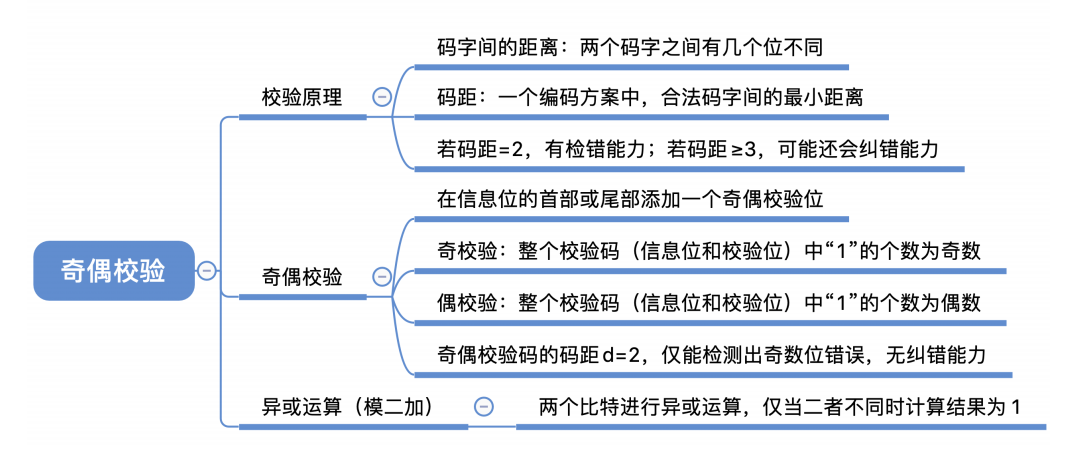 奇偶校验
校验原理
码字间的距离：两个码字之间有几个位不同
码距：一个编码方案中，合法码字间的最小距离
若码距=2，有检错能力；若码距≥3，可能还会纠错能力
奇偶校验
在信息位的首部或尾部添加一个奇偶校验位
奇校验：整个校验码（信息位和校验位）中“1”的个数为奇数
偶校验：整个校验码（信息位和校验位）中“1”的个数为偶数
奇偶校验码的码距d=2，仅能检测出奇数位错误，无纠错能力
异或运算（模二加）
两个比特进行异或运算，仅当二者不同时计算结果为1